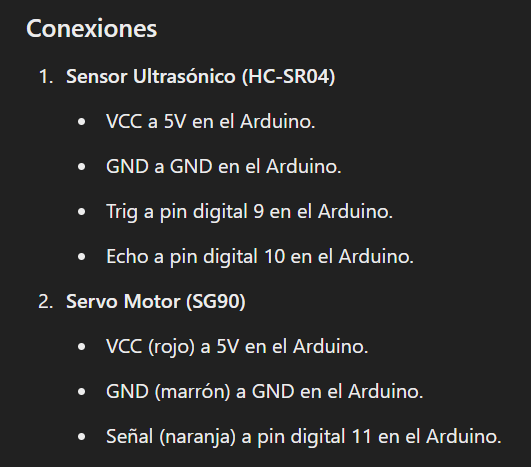 Conexiones
1. Sensor Ultrasónico (HC-SR04)
• VCC a 5V en el Arduino.
• GND a GND en el Arduino.
• Trig a pin digital 9 en el Arduino.
• Echo a pin digital 10 en el Arduino.
2. Servo Motor (SG90)
• VCC (rojo) a 5V en el Arduino.
• GND (marrón) a GND en el Arduino.
• Señal (naranja) a pin digital 11 en el Arduino.